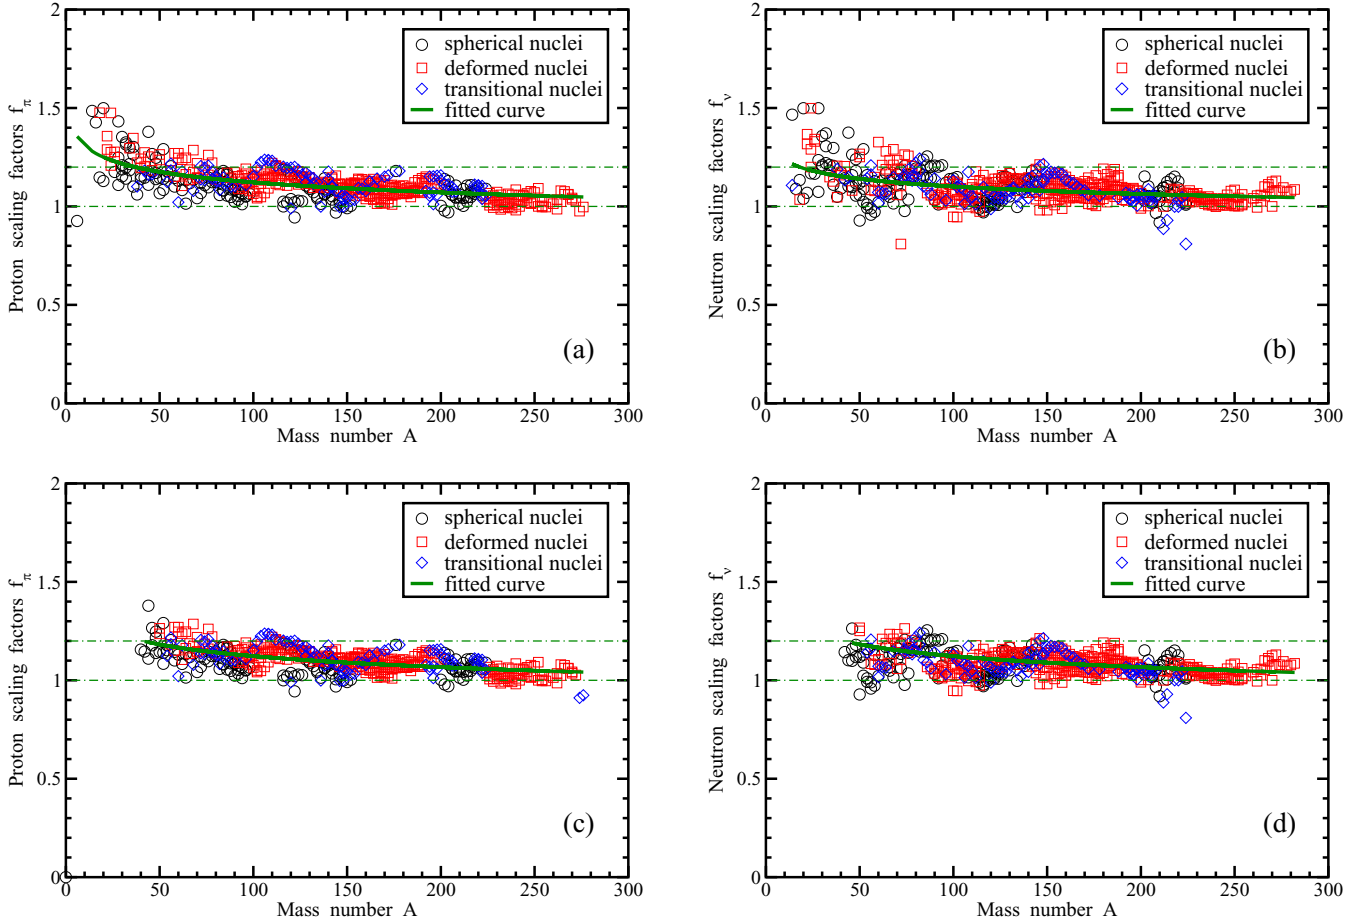 2
1.5
1
0.5
0
Proton scaling factors f_π
spherical nuclei
deformed nuclei
transitional nuclei
fitted curve
(a)
0 50 100 150 200 250 300
Mass number A
2
1.5
1
0.5
0
Neutron scaling factors f_ν
spherical nuclei
deformed nuclei
transitional nuclei
fitted curve
(b)
0 50 100 150 200 250 300
Mass number A
2
1.5
1
0.5
0
Proton scaling factors f_π
spherical nuclei
deformed nuclei
transitional nuclei
fitted curve
(c)
0 50 100 150 200 250 300
Mass number A
2
1.5
1
0.5
0
Neutron scaling factors f_ν
spherical nuclei
deformed nuclei
transitional nuclei
fitted curve
(d)
0 50 100 150 200 250 300
Mass number A